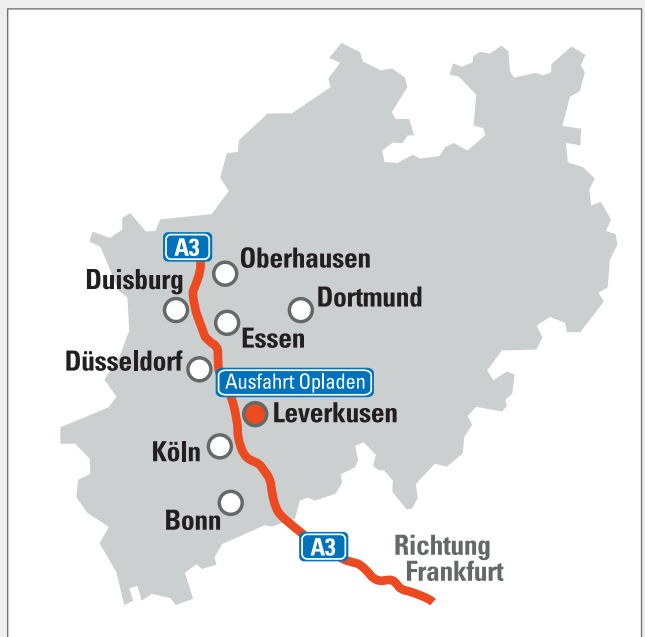 A3
Oberhausen
Duisburg
Dortmund
Essen
Düsseldorf
Ausfahrt Opladen
Leverkusen
Köln
Bonn
A3
Richtung
Frankfurt